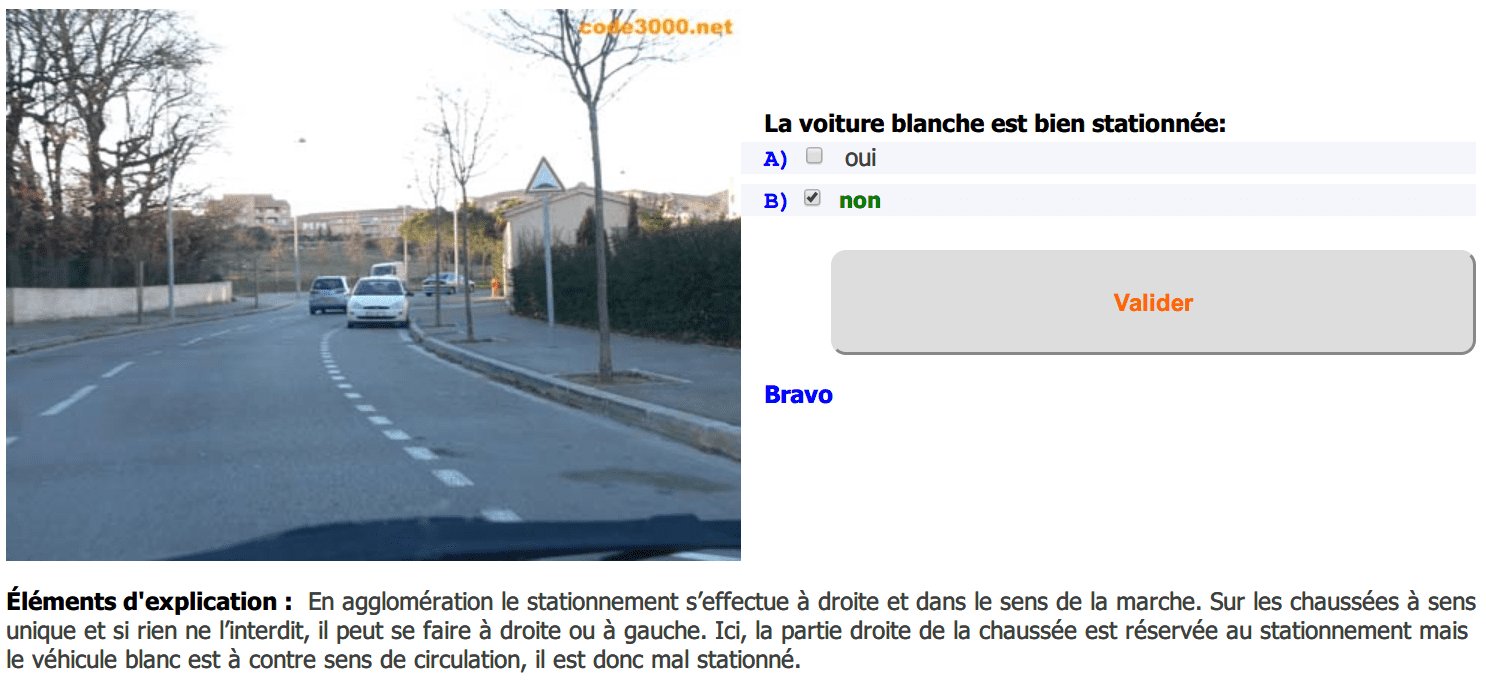 code3000.net
La voiture blanche est bien stationnée:
A) oui
B) non
Valider
Bravo
Éléments d'explication : En agglomération le stationnement s’effectue à droite et dans le sens de la marche. Sur les chaussées à sens
unique et si rien ne l’interdit, il peut se faire à droite ou à gauche. Ici, la partie droite de la chaussée est réservée au stationnement mais
le véhicule blanc est à contre sens de circulation, il est donc mal stationné.